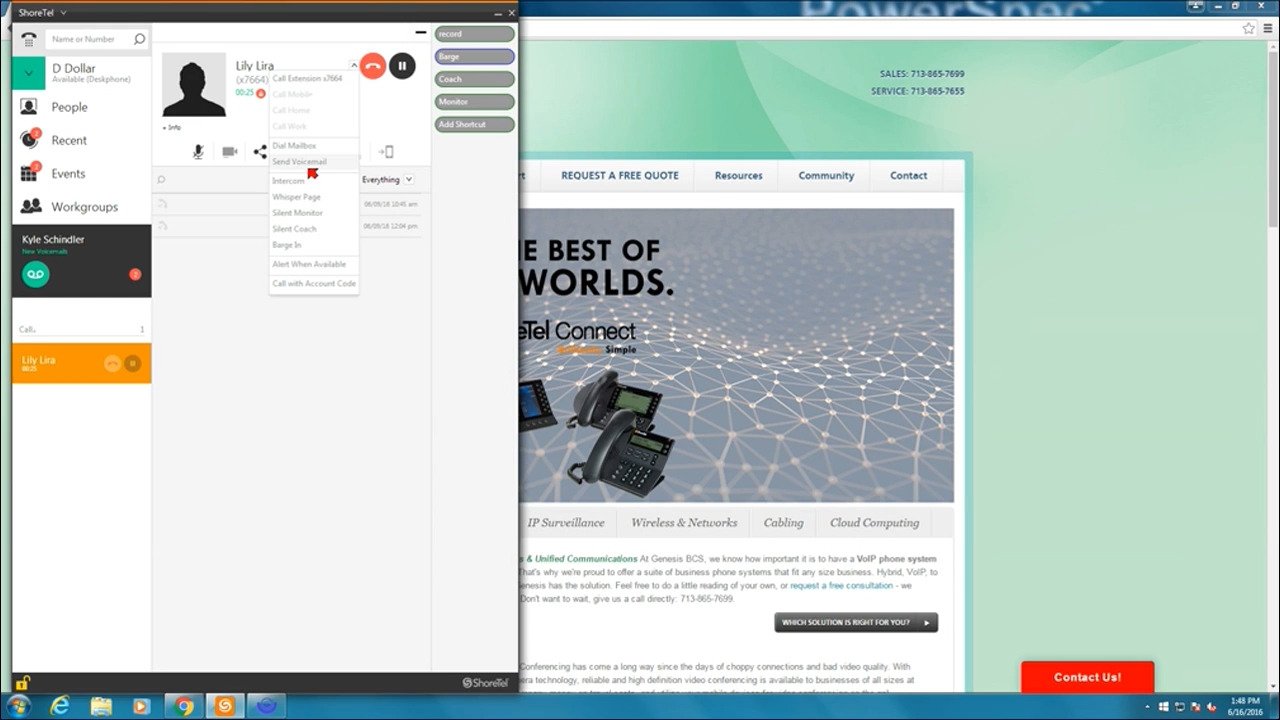 ShoreTel
PowerSpec
Name or Number
D Dollar
Available (Deskphone)
People
2
Recent
2
Events
Workgroups
Kyle Schindler
New Voicemails
2
Call
1
Lily Lira
00:25
Lily Lira
(x7664)
00:25
+ Info
Call Extension x7664
Call Mobile
Call Home
Call Work
Dial Mailbox
Send Voicemail
Intercom
Whisper Page
Silent Monitor
Silent Coach
Barge In
Alert When Available
Call with Account Code
Everything
06/09/16 10:45 am
06/09/16 12:04 pm
record
Barge
Coach
Monitor
Add Shortcut
ShoreTel
SALES: 713-865-7699
SERVICE: 713-865-7655
rt
REQUEST A FREE QUOTE
Resources
Community
Contact
E BEST OF
WORLDS.
eTel Connect
Simple
IP Surveillance
Wireless & Networks
Cabling
Cloud Computing
s & Unified Communications At Genesis BCS, we know how important it is to have a VoIP phone system
That's why we're proud to offer a suite of business phone systems that fit any size business. Hybrid, VoIP, to
Genesis has the solution. Feel free to do a little reading of your own, or request a free consultation - we
Don't want to wait, give us a call directly: 713-865-7699.
WHICH SOLUTION IS RIGHT FOR YOU?
Conferencing has come a long way since the days of choppy connections and bad video quality. With
era technology, reliable and high definition video conferencing is available to businesses of all sizes at
Contact Us!
1:48 PM
6/16/2016